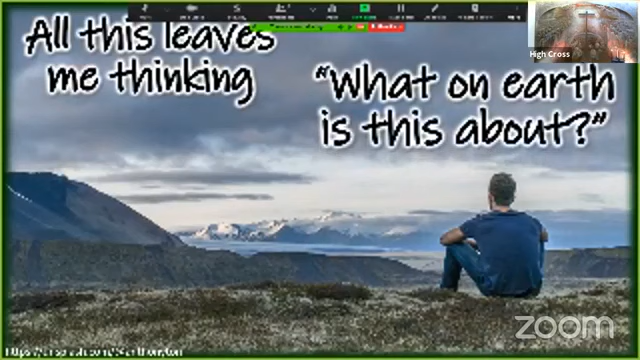 All this leaves
me thinking
"What on earth
is this about?"
High Cross
zoom